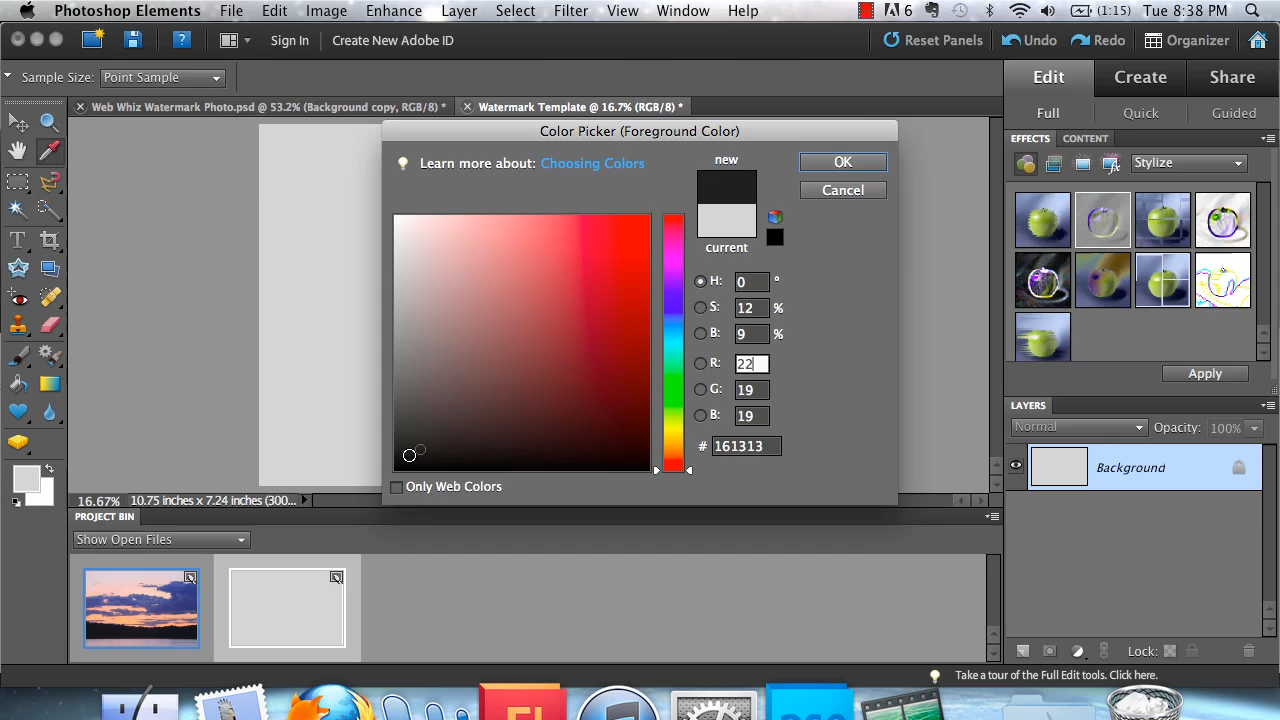 Photoshop Elements File Edit Image Enhance Layer Select Filter View Window Help 6 (1:15) Tue 8:38 PM
? Sign In Create New Adobe ID Reset Panels Undo Redo Organizer
Sample Size: Point Sample
Edit Create Share
Web Whiz Watermark Photo.psd @ 53.2% (Background copy, RGB/8) * Watermark Template @ 16.7% (RGB/8) *
Full Quick Guided
Color Picker (Foreground Color)
EFFECTS CONTENT
Learn more about: Choosing Colors
new
OK
Stylize
Cancel
current
H: 0 °
S: 12 %
B: 9 %
R: 22
G: 19
B: 19
# 161313
Only Web Colors
Apply
LAYERS
Normal Opacity: 100%
Background
16.67% 10.75 inches x 7.24 inches (300...
PROJECT BIN
Show Open Files
Lock:
Take a tour of the Full Edit tools. Click here.